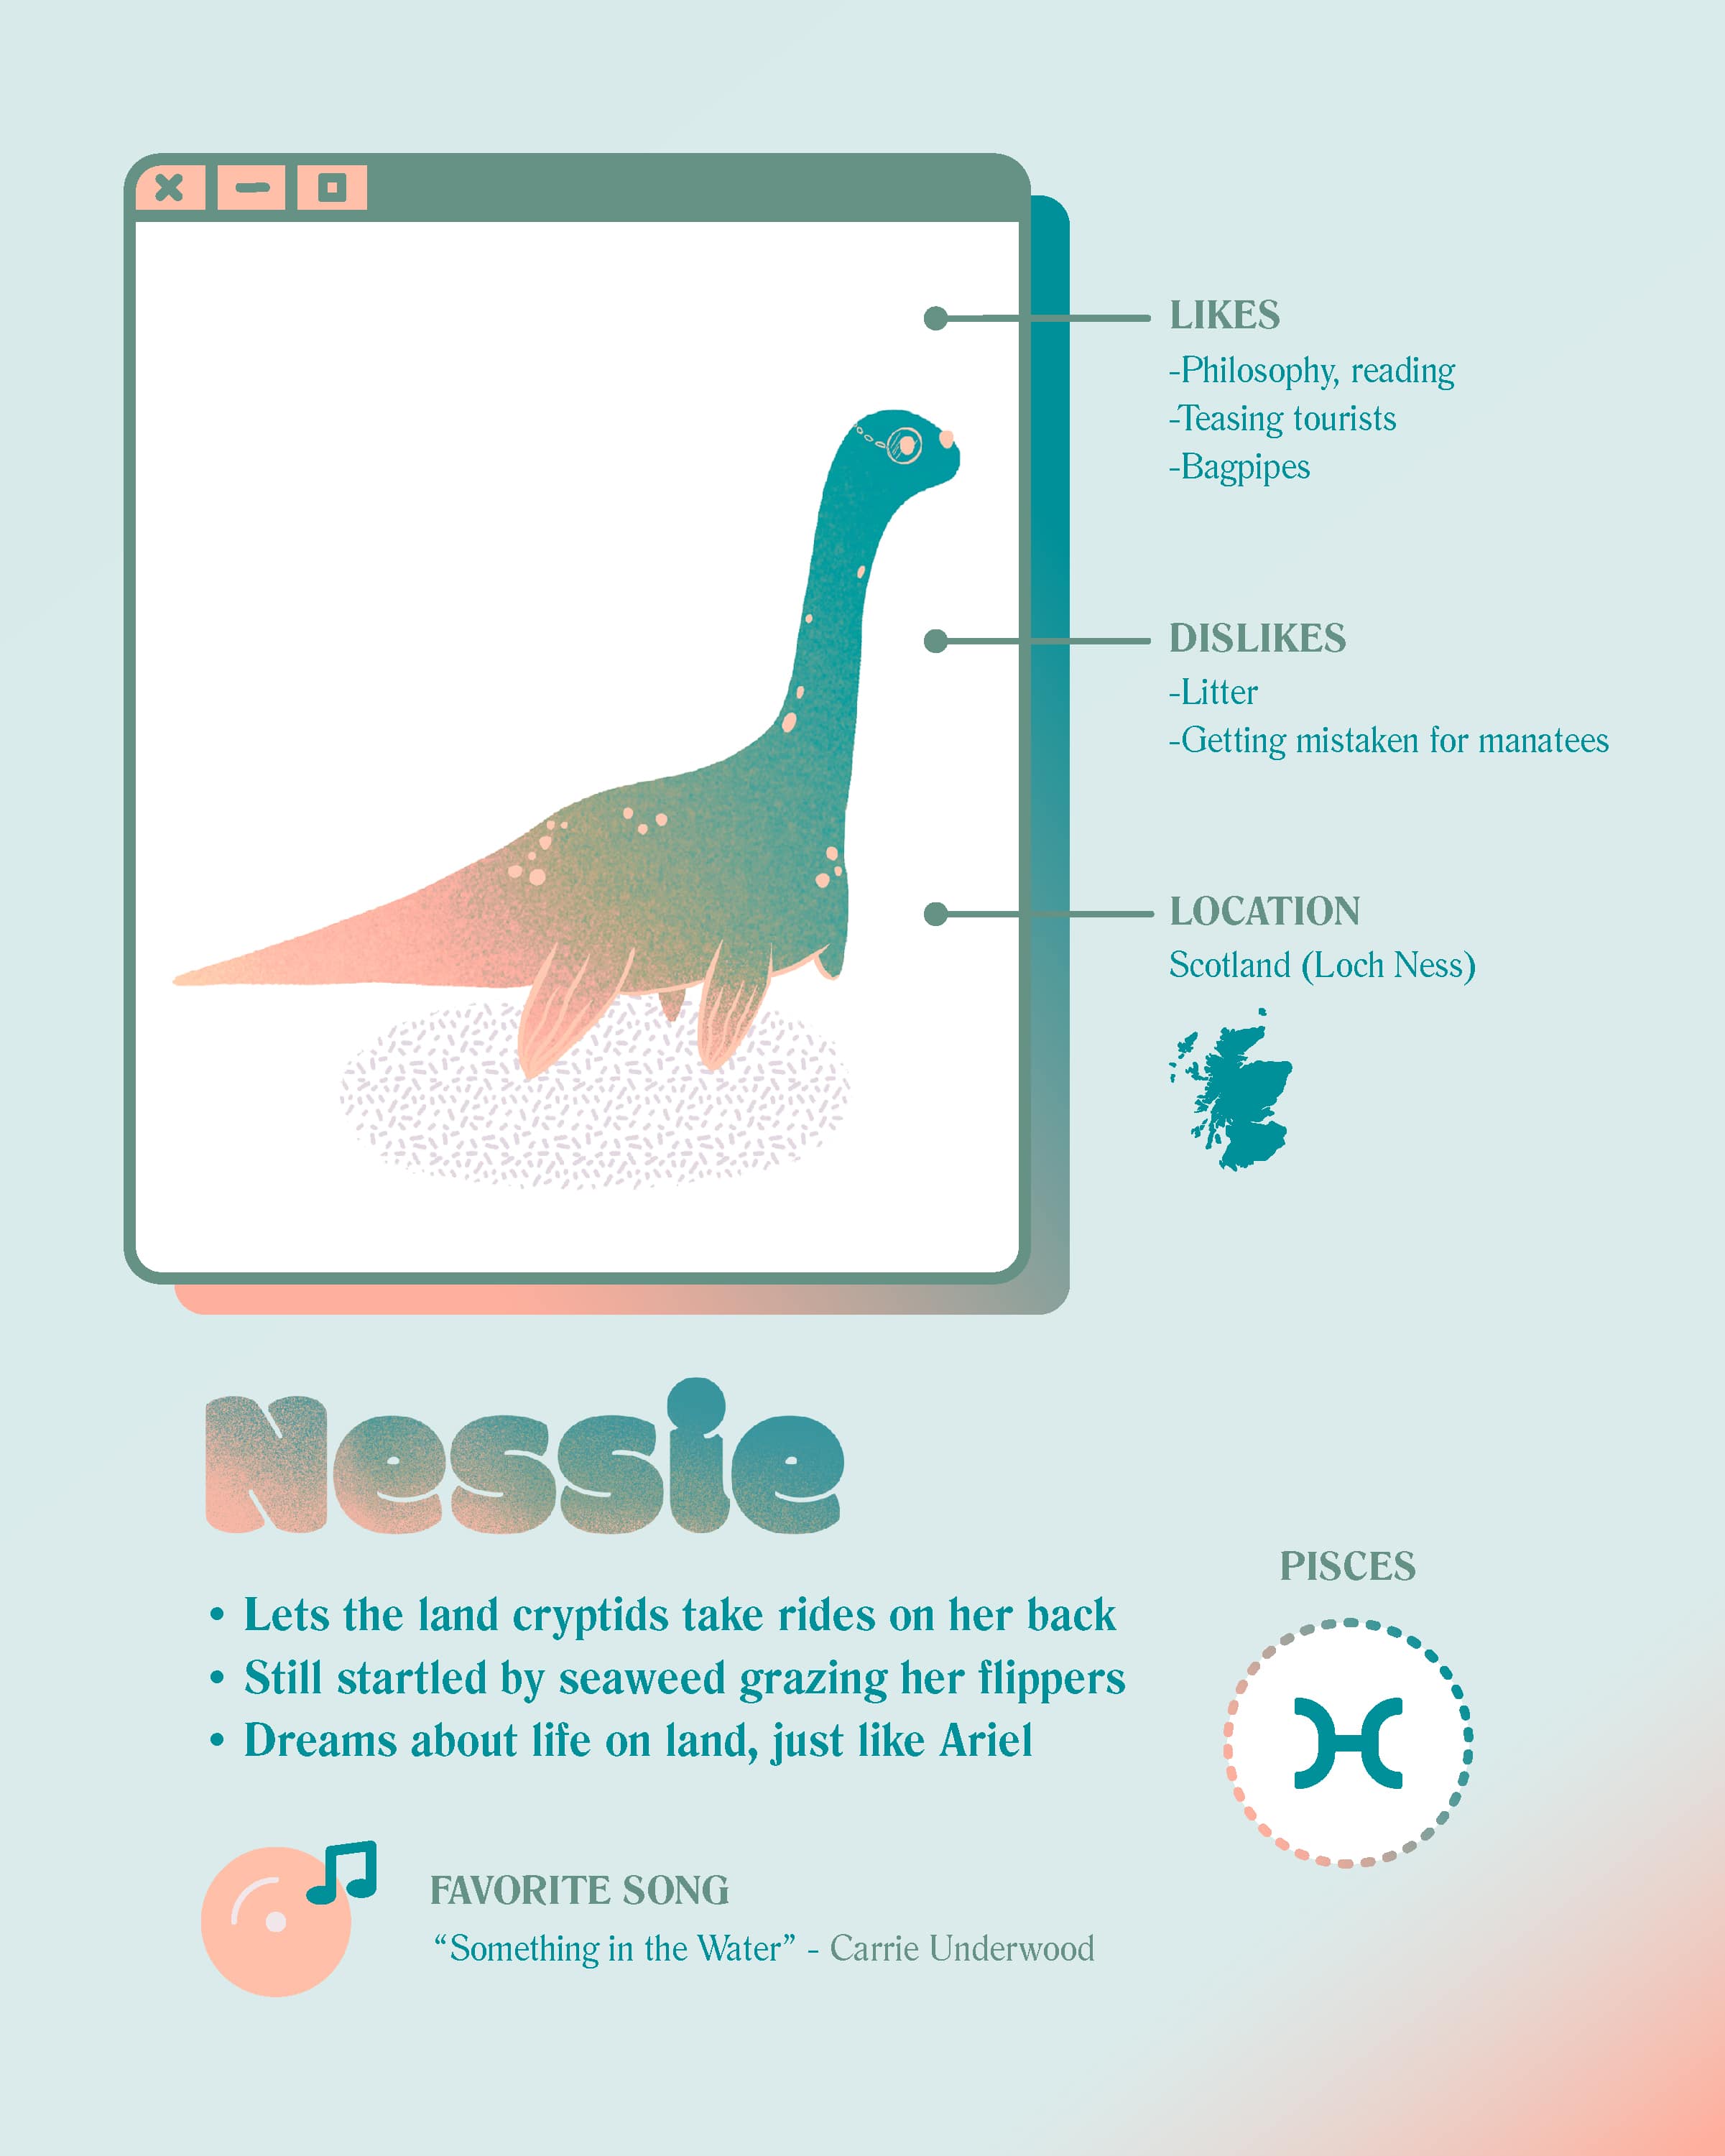 LIKES
-Philosophy, reading
-Teasing tourists
-Bagpipes
DISLIKES
-Litter
-Getting mistaken for manatees
LOCATION
Scotland (Loch Ness)
Nessie
• Lets the land cryptids take rides on her back
• Still startled by seaweed grazing her flippers
• Dreams about life on land, just like Ariel
PISCES
FAVORITE SONG
“Something in the Water” - Carrie Underwood